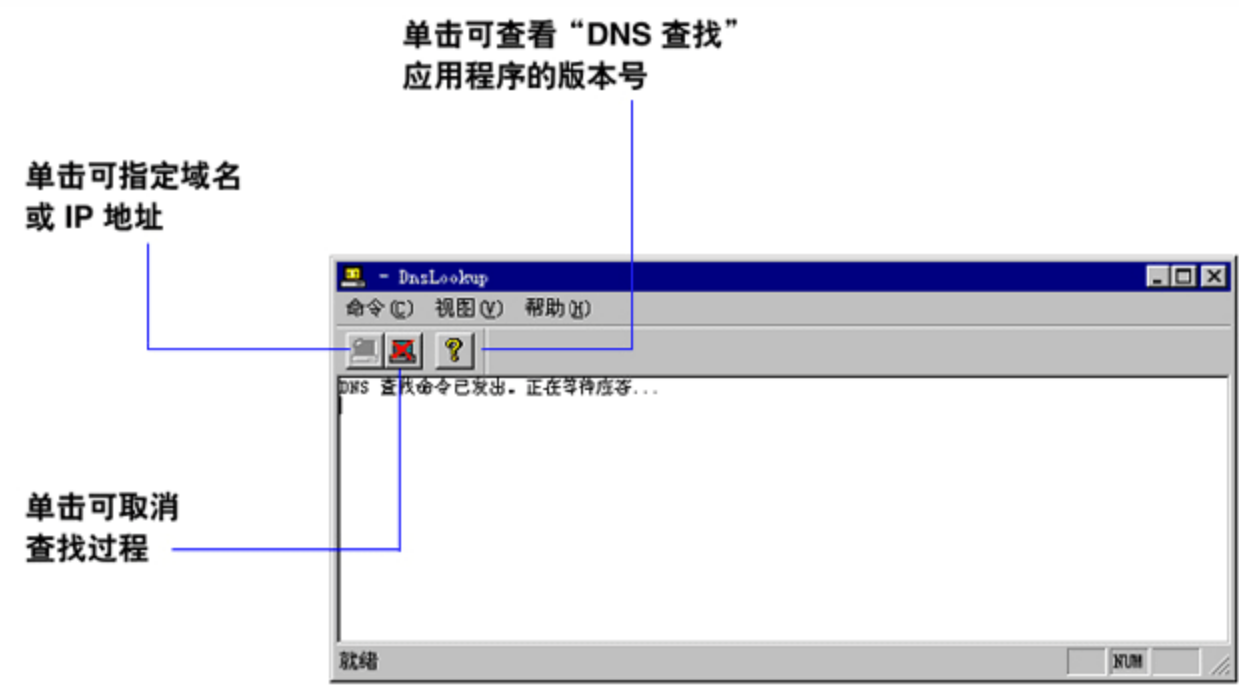 单击可查看“DNS 查找”
应用程序的版本号
单击可指定域名
或 IP 地址
- DnsLookup
命令(C) 视图(V) 帮助(H)
DNS 查找命令已发出。正在等待应答...
单击可取消
查找过程
就绪
NUM